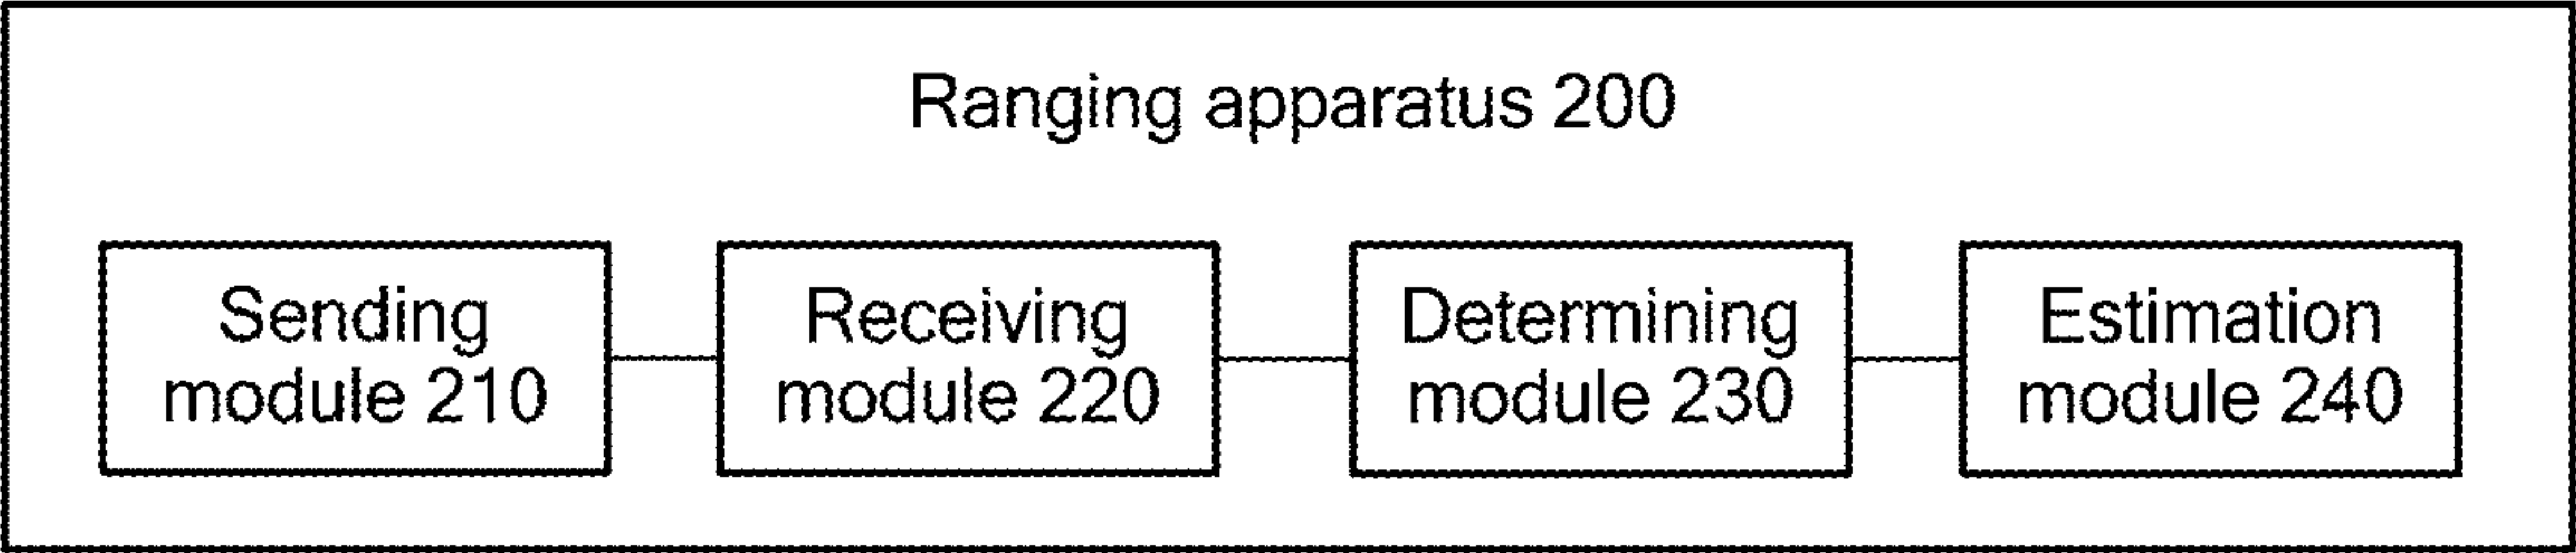 Ranging apparatus 200
Sending
module 210
Receiving
module 220
Determining
module 230
Estimation
module 240